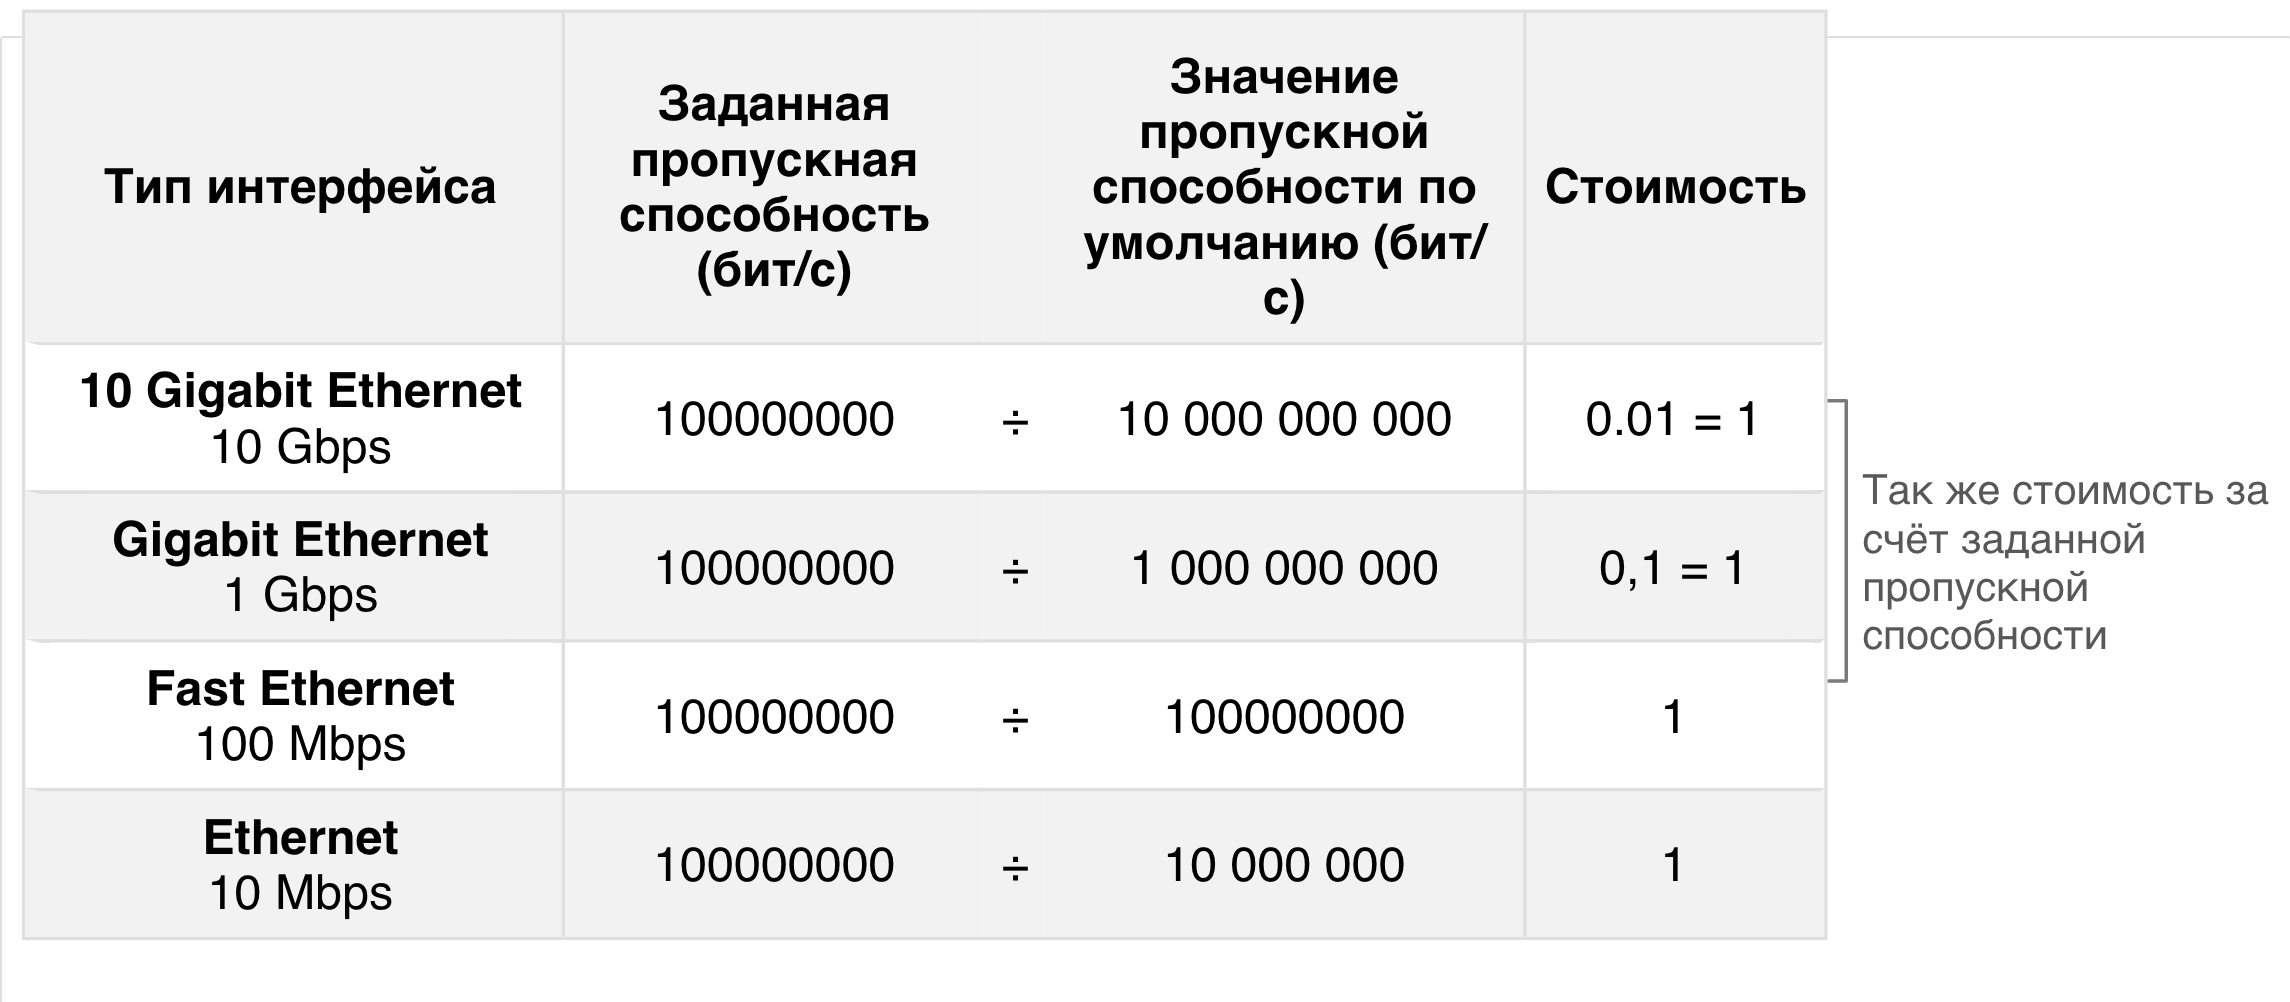 Тип интерфейса
Заданная
пропускная
способность
(бит/с)
Значение
пропускной
способности по
умолчанию (бит/
с)
Стоимость
10 Gigabit Ethernet
10 Gbps
100000000 ÷ 10 000 000 000 0.01 = 1
Gigabit Ethernet
1 Gbps
100000000 ÷ 1 000 000 000 0,1 = 1
Fast Ethernet
100 Mbps
100000000 ÷ 100000000 1
Ethernet
10 Mbps
100000000 ÷ 10 000 000 1
Так же стоимость за
счёт заданной
пропускной
способности